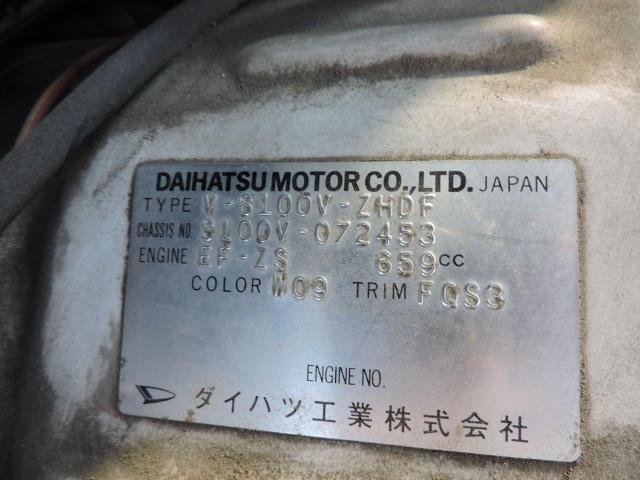 DAIHATSU MOTOR CO.,LTD. JAPAN
TYPE V-S100V-ZHDF
CHASSIS NO. S100V-072453
ENGINE EF-ZS 659cc
COLOR W09 TRIM FQS3
ENGINE NO.
ダイハツ工業株式会社